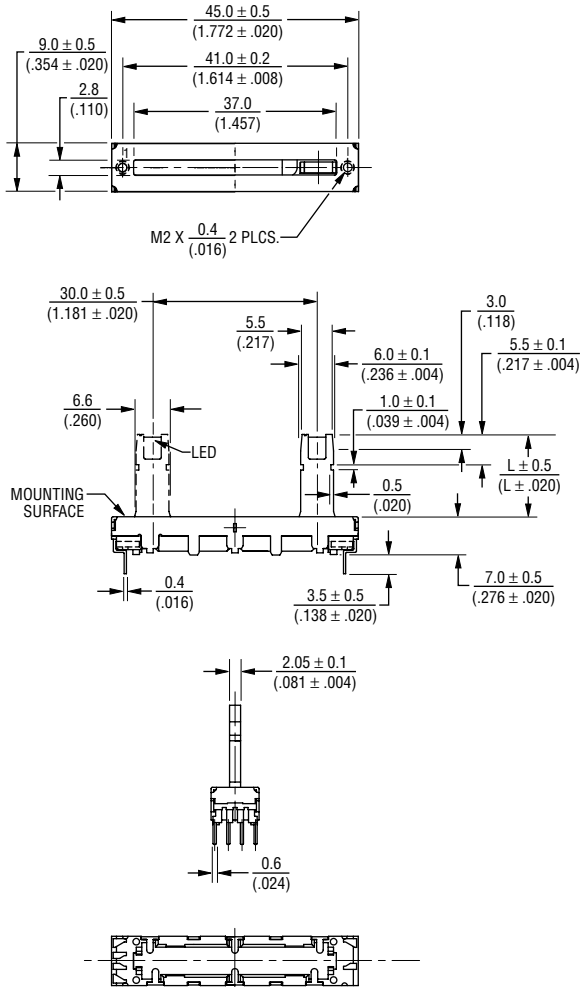 45.0 ± 0.5
(1.772 ± .020)
9.0 ± 0.5
(.354 ± .020)
41.0 ± 0.2
(1.614 ± .008)
2.8
(.110)
37.0
(1.457)
1
M2 X 0.4 (.016) 2 PLCS.
30.0 ± 0.5
(1.181 ± .020)
3.0
(.118)
5.5
(.217)
5.5 ± 0.1
(.217 ± .004)
6.0 ± 0.1
(.236 ± .004)
6.6
(.260)
1.0 ± 0.1
(.039 ± .004)
LED
L ± 0.5
(L ± .020)
MOUNTING
SURFACE
0.5
(.020)
0.4
(.016)
3.5 ± 0.5
(.138 ± .020)
7.0 ± 0.5
(.276 ± .020)
2.05 ± 0.1
(.081 ± .004)
0.6
(.024)